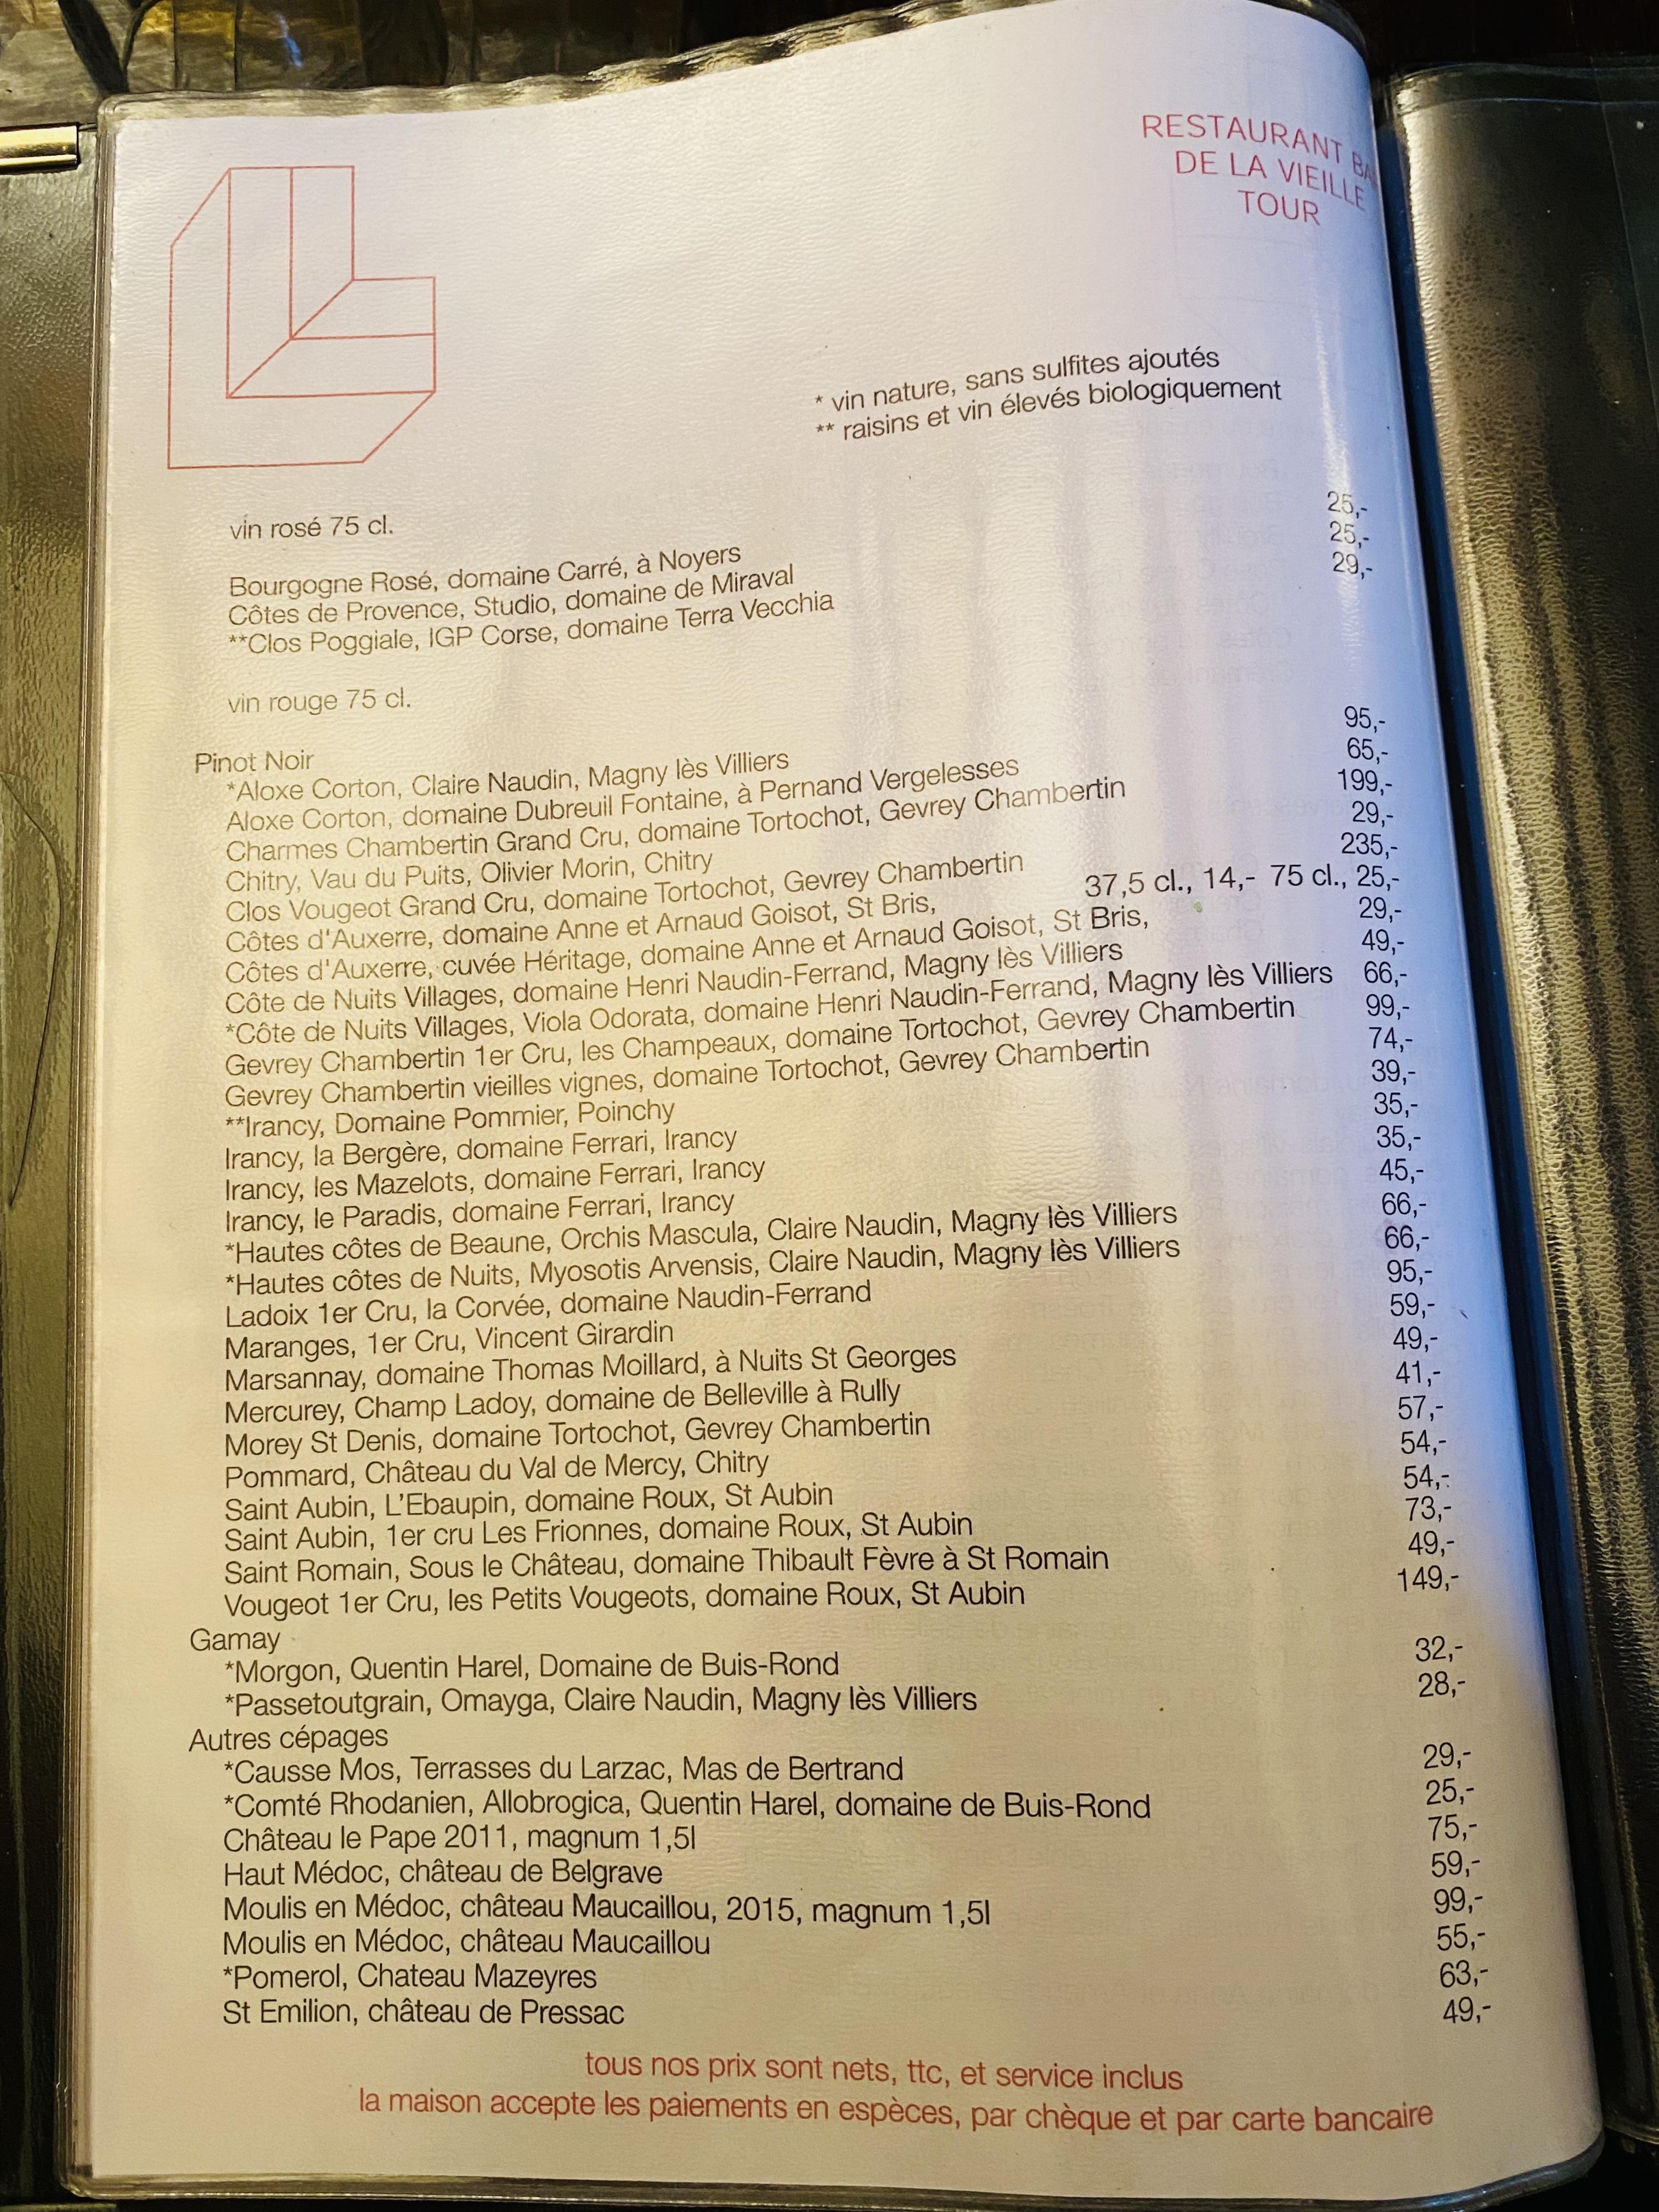 RESTAURANT
DE LA VIEILLE
TOUR
* vin nature, sans sulfites ajoutés
** raisins et vin élevés biologiquement
vin rosé 75 cl.
Bourgogne Rosé, domaine Carré, à Noyers 25,-
Côtes de Provence, Studio, domaine de Miraval 25,-
**Clos Poggiale, IGP Corse, domaine Terra Vecchia 29,-
vin rouge 75 cl.
Pinot Noir
*Aloxe Corton, Claire Naudin, Magny lès Villiers 95,-
Aloxe Corton, domaine Dubreuil Fontaine, à Pernand Vergelesses 65,-
Charmes Chambertin Grand Cru, domaine Tortochot, Gevrey Chambertin 199,-
Chitry, Vau du Puits, Olivier Morin, Chitry 29,-
Clos Vougeot Grand Cru, domaine Tortochot, Gevrey Chambertin 235,-
Côtes d'Auxerre, domaine Anne et Arnaud Goisot, St Bris, 37,5 cl., 14,- 75 cl., 25,-
Côtes d'Auxerre, cuvée Héritage, domaine Anne et Arnaud Goisot, St Bris, 29,-
Côte de Nuits Villages, domaine Henri Naudin-Ferrand, Magny lès Villiers 49,-
*Côte de Nuits Villages, Viola Odorata, domaine Henri Naudin-Ferrand, Magny lès Villiers 66,-
Gevrey Chambertin 1er Cru, les Champeaux, domaine Tortochot, Gevrey Chambertin 99,-
Gevrey Chambertin vieilles vignes, domaine Tortochot, Gevrey Chambertin 74,-
**Irancy, Domaine Pommier, Poinchy 39,-
Irancy, la Bergère, domaine Ferrari, Irancy 35,-
Irancy, les Mazelots, domaine Ferrari, Irancy 35,-
Irancy, le Paradis, domaine Ferrari, Irancy 45,-
*Hautes côtes de Beaune, Orchis Mascula, Claire Naudin, Magny lès Villiers 66,-
*Hautes côtes de Nuits, Myosotis Arvensis, Claire Naudin, Magny lès Villiers 66,-
Ladoix 1er Cru, la Corvée, domaine Naudin-Ferrand 95,-
Maranges, 1er Cru, Vincent Girardin 59,-
Marsannay, domaine Thomas Moillard, à Nuits St Georges 49,-
Mercurey, Champ Ladoy, domaine de Belleville à Rully 41,-
Morey St Denis, domaine Tortochot, Gevrey Chambertin 57,-
Pommard, Château du Val de Mercy, Chitry 54,-
Saint Aubin, L'Ebaupin, domaine Roux, St Aubin 54,-
Saint Aubin, 1er cru Les Frionnes, domaine Roux, St Aubin 73,-
Saint Romain, Sous le Château, domaine Thibault Fèvre à St Romain 49,-
Vougeot 1er Cru, les Petits Vougeots, domaine Roux, St Aubin 149,-
Gamay
*Morgon, Quentin Harel, Domaine de Buis-Rond 32,-
*Passetoutgrain, Omayga, Claire Naudin, Magny lès Villiers 28,-
Autres cépages
*Causse Mos, Terrasses du Larzac, Mas de Bertrand 29,-
*Comté Rhodanien, Allobrogica, Quentin Harel, domaine de Buis-Rond 25,-
Château le Pape 2011, magnum 1,5l 75,-
Haut Médoc, château de Belgrave 59,-
Moulis en Médoc, château Maucaillou, 2015, magnum 1,5l 99,-
Moulis en Médoc, château Maucaillou 55,-
*Pomerol, Chateau Mazeyres 63,-
St Emilion, château de Pressac 49,-
tous nos prix sont nets, ttc, et service inclus
la maison accepte les paiements en espèces, par chèque et par carte bancaire